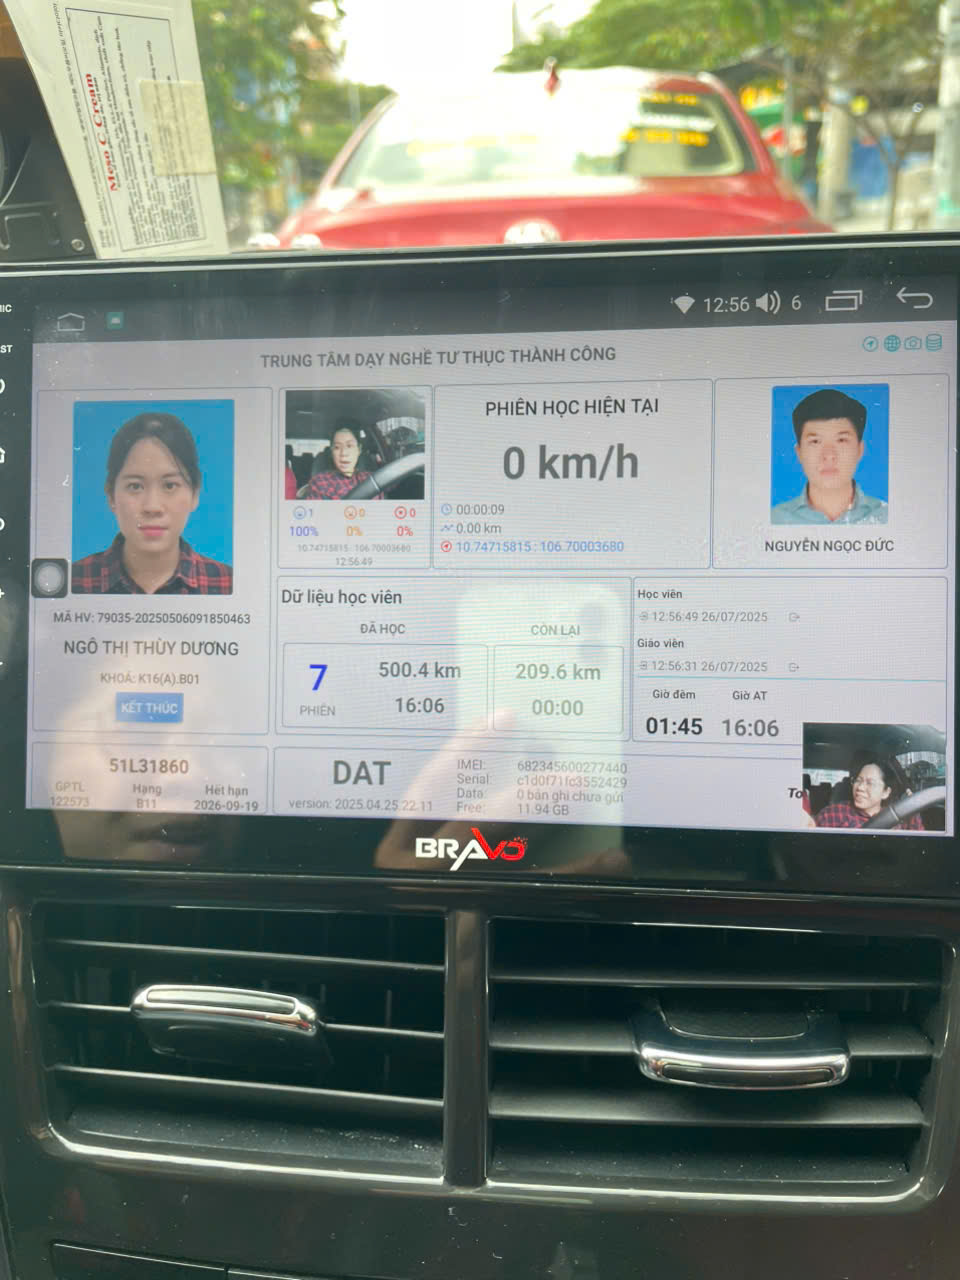 Meso C. Cream
MIC
12:56
6
RST
TRUNG TÂM DẠY NGHỀ TƯ THỤC THÀNH CÔNG
MÃ HV: 79035-20250506091850463
NGÔ THỊ THÙY DƯƠNG
KHOÁ: K16(A).B01
KẾT THÚC
1 0 0
100% 0% 0%
10.74715815 : 106.70003680
12:56:49
PHIÊN HỌC HIỆN TẠI
0 km/h
00:00:09
0.00 km
10.74715815 : 106.70003680
NGUYỄN NGỌC ĐỨC
Dữ liệu học viên
ĐÃ HỌC
CÒN LẠI
7
PHIÊN
500.4 km
16:06
209.6 km
00:00
Học viên
12:56:49 26/07/2025
Giáo viên
12:56:31 26/07/2025
Giờ đêm Giờ AT
01:45 16:06
51L31860
GPTL Hạng Hết hạn
122573 B11 2026-09-19
DAT
version: 2025.04.25.22.11
IMEI: 682345600277440
Serial: c1d0f71fc3552429
Data: 0 bản ghi chưa gửi
Free: 11.94 GB
BRAVO